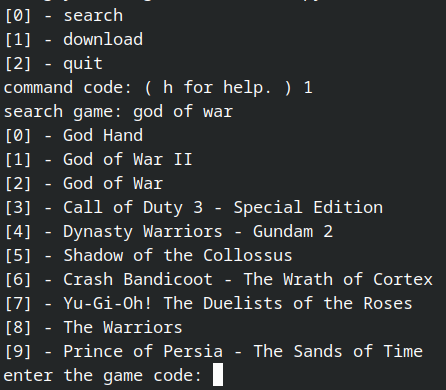 [0] - search
[1] - download
[2] - quit
command code: ( h for help. ) 1
search game: god of war
[0] - God Hand
[1] - God of War II
[2] - God of War
[3] - Call of Duty 3 - Special Edition
[4] - Dynasty Warriors - Gundam 2
[5] - Shadow of the Collossus
[6] - Crash Bandicoot - The Wrath of Cortex
[7] - Yu-Gi-Oh! The Duelists of the Roses
[8] - The Warriors
[9] - Prince of Persia - The Sands of Time
enter the game code: